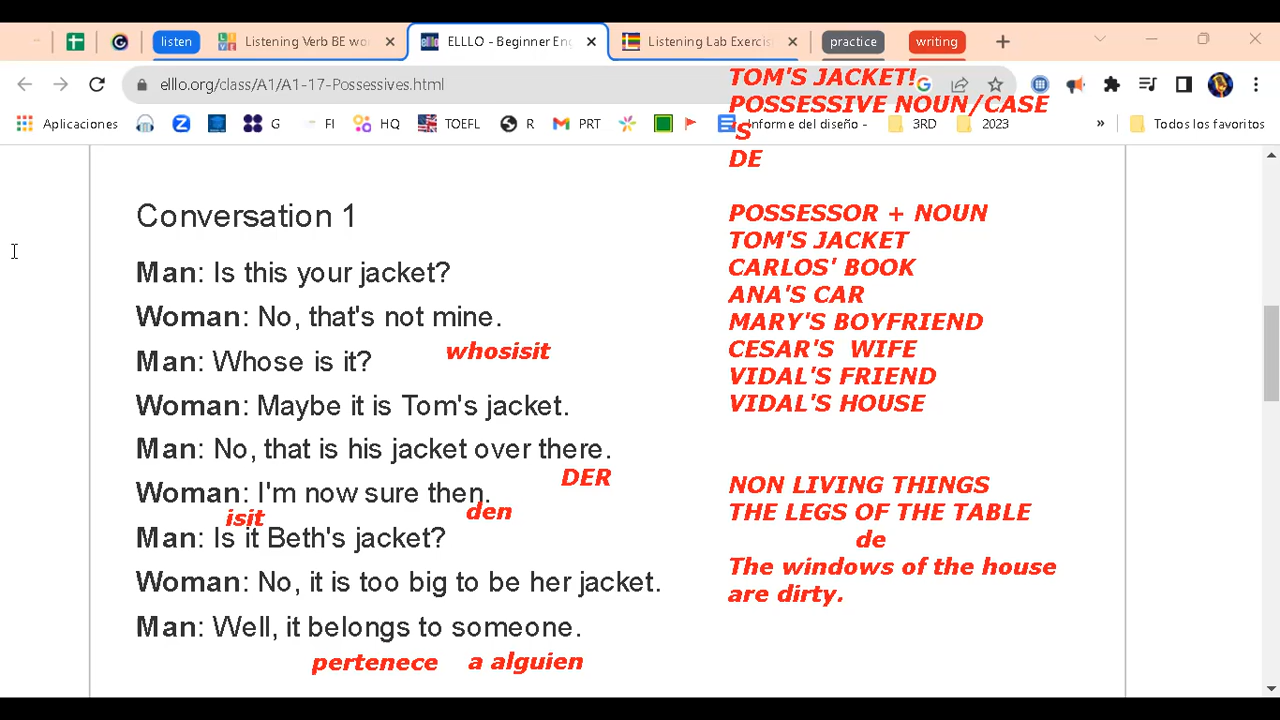 listen
Listening Verb BE wo
ELLLO - Beginner En
Listening Lab Exercis
practice
writing
elllo.org/class/A1/A1-17-Possessives.html
Aplicaciones
G
FI
HQ
TOEFL
R
PRT
Informe del diseño -
3RD
2023
»
Todos los favoritos
TOM'S JACKET!
POSSESSIVE NOUN/CASE
'S
DE
POSSESSOR + NOUN
TOM'S JACKET
CARLOS' BOOK
ANA'S CAR
MARY'S BOYFRIEND
CESAR'S  WIFE
VIDAL'S FRIEND
VIDAL'S HOUSE
NON LIVING THINGS
THE LEGS OF THE TABLE
de
The windows of the house
are dirty.
Conversation 1
Man: Is this your jacket?
Woman: No, that's not mine.
Man: Whose is it?
whosisit
Woman: Maybe it is Tom's jacket.
Man: No, that is his jacket over there.
DER
Woman: I'm now sure then.
isit
den
Man: Is it Beth's jacket?
Woman: No, it is too big to be her jacket.
Man: Well, it belongs to someone.
pertenece a alguien